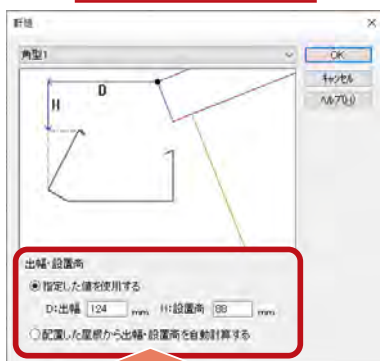 軒樋
角型1
OK
キャンセル
ヘルプ(H)
D
H
出幅・設置高
指定した値を使用する
D:出幅 124 mm H:設置高 88 mm
配置した屋根から出幅・設置高を自動計算する